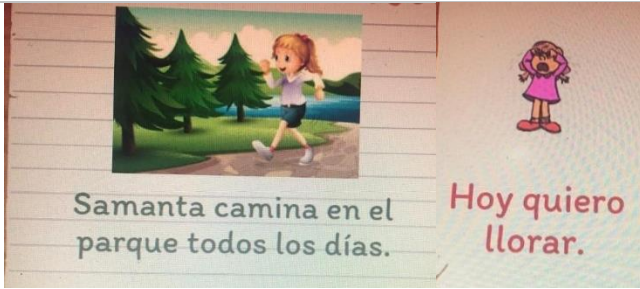 Samanta camina en el
parque todos los días.
Hoy quiero
llorar.